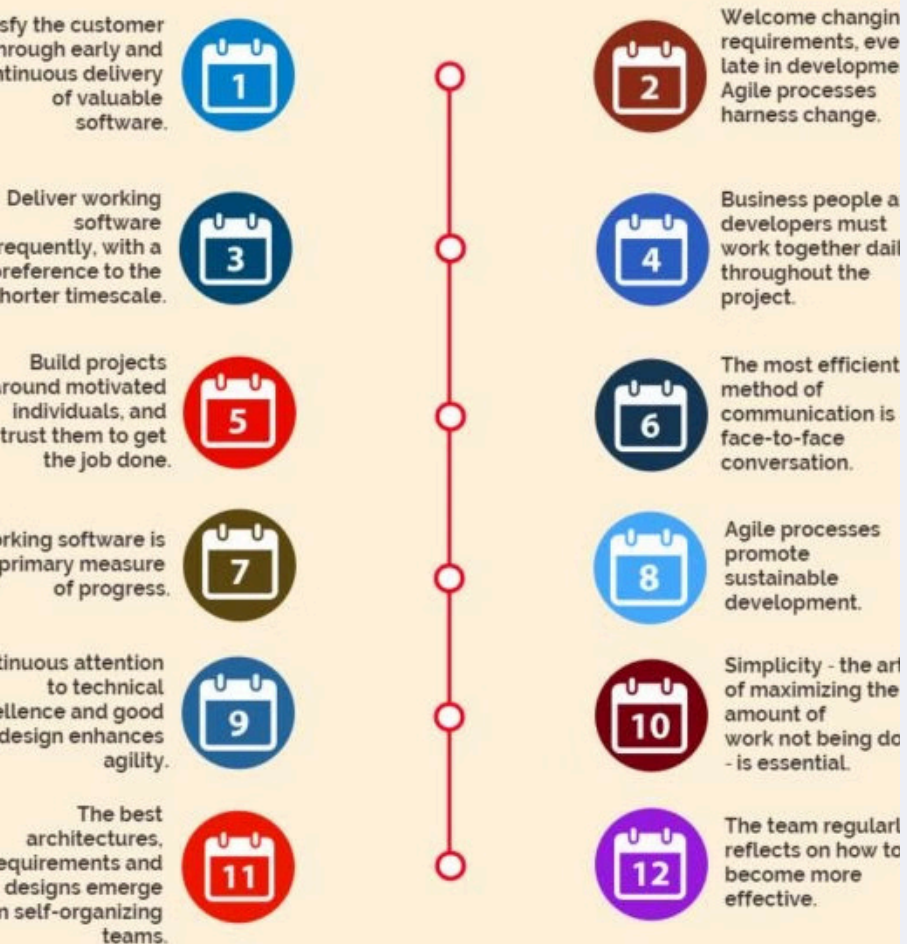 sfy the customer
hrough early and
ntinuous delivery
of valuable
software.
1
2
Welcome changin
requirements, eve
late in developme
Agile processes
harness change.
Deliver working
software
requently, with a
preference to the
horter timescale.
3
4
Business people a
developers must
work together dail
throughout the
project.
Build projects
around motivated
individuals, and
trust them to get
the job done.
5
6
The most efficient
method of
communication is
face-to-face
conversation.
orking software is
primary measure
of progress.
7
8
Agile processes
promote
sustainable
development.
tinuous attention
to technical
ellence and good
design enhances
agility.
9
10
Simplicity - the art
of maximizing the
amount of
work not being do
- is essential.
The best
architectures,
equirements and
designs emerge
m self-organizing
teams.
11
12
The team regularl
reflects on how to
become more
effective.